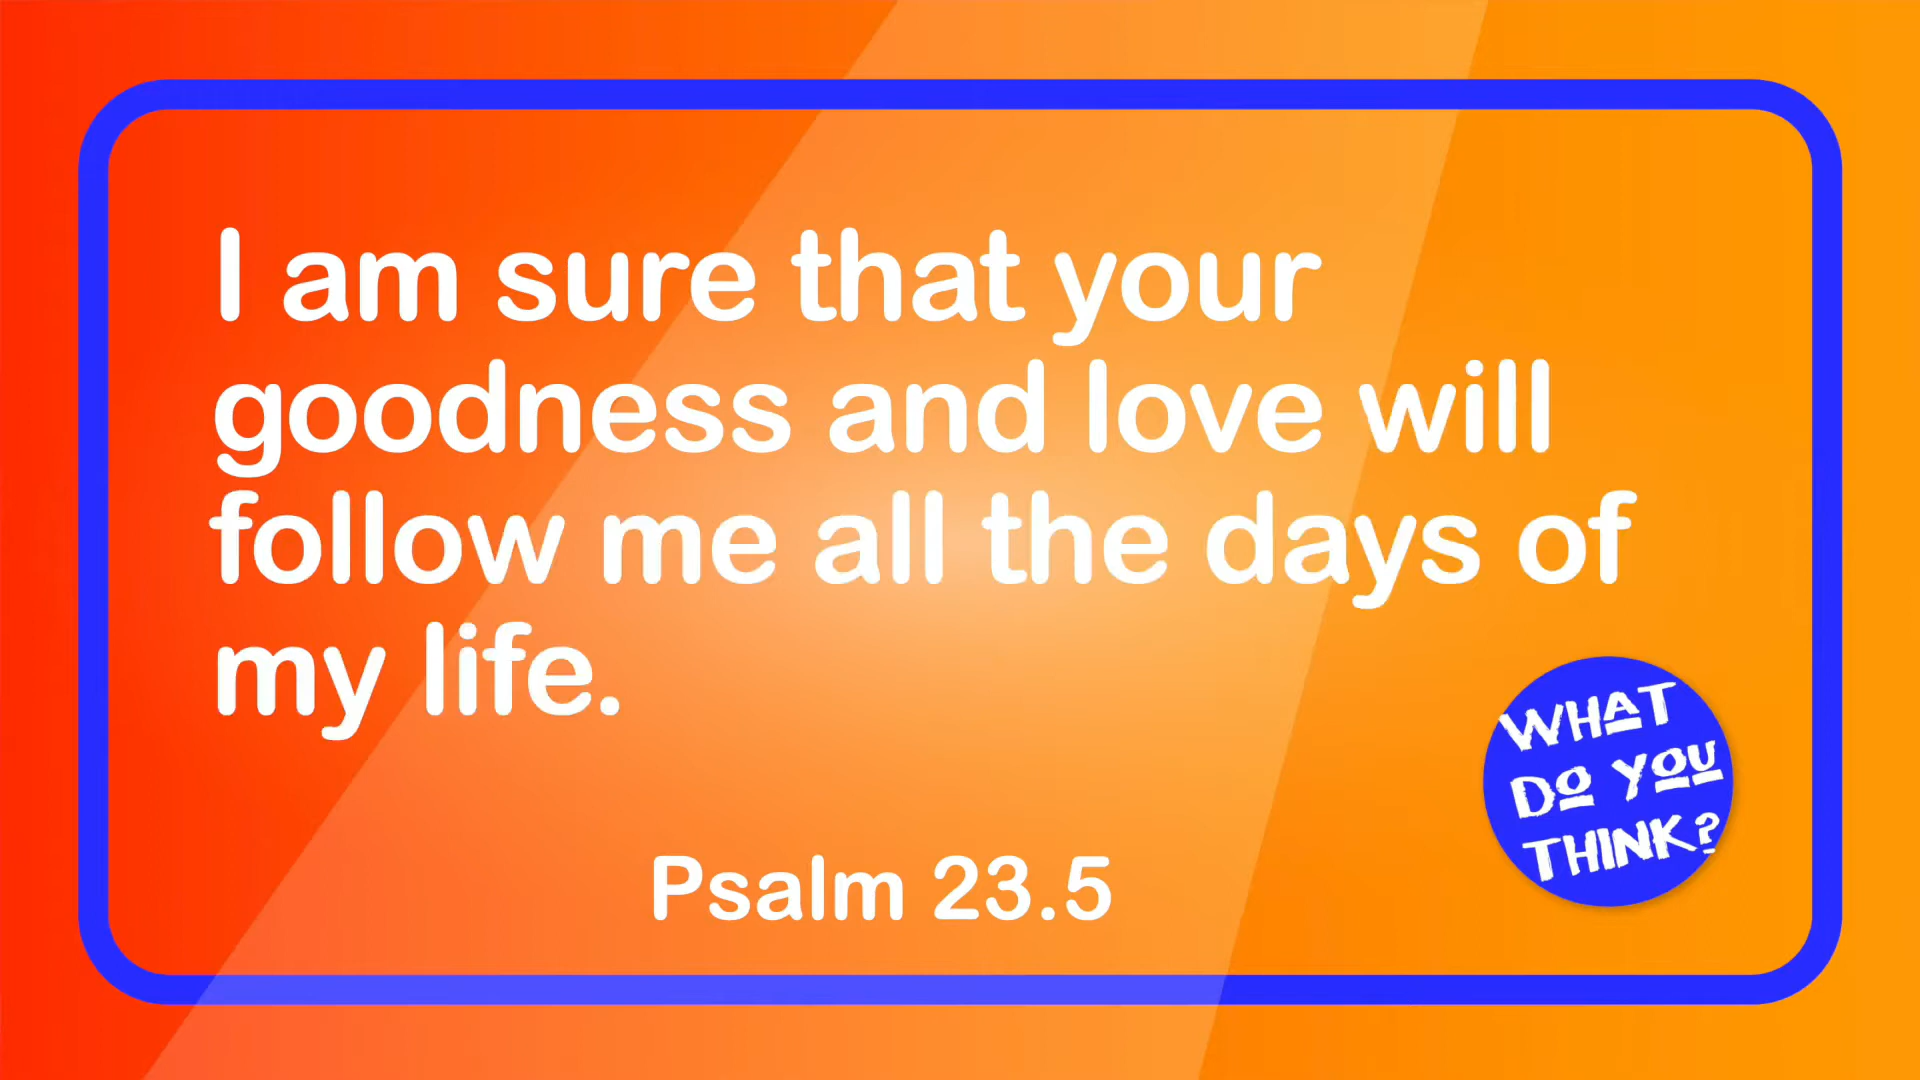 I am sure that your
goodness and love will
follow me all the days of
my life.
Psalm 23.5
WHAT
DO YOU
THINK?